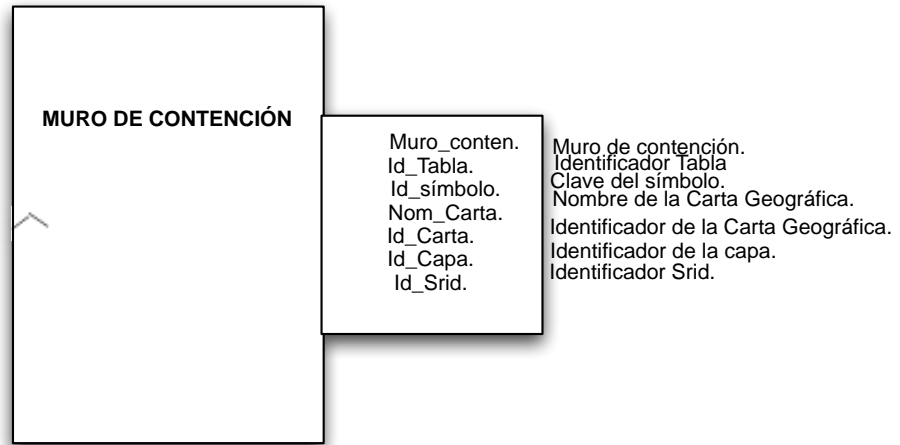 MURO DE CONTENCIÓN
Muro_conten.
Id_Tabla.
Id_símbolo.
Nom_Carta.
Id_Carta.
Id_Capa.
Id_Srid.
Muro de contención.
Identificador Tabla
Clave del símbolo.
Nombre de la Carta Geográfica.
Identificador de la Carta Geográfica.
Identificador de la capa.
Identificador Srid.